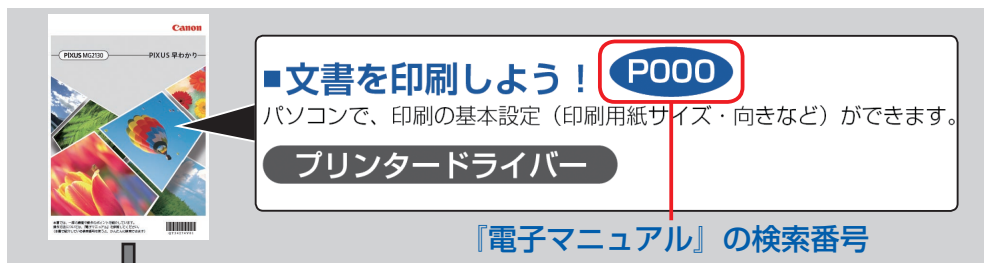 Canon
PIXUS MG2130
PIXUS 早わかり
■文書を印刷しよう！ P000
パソコンで、印刷の基本設定（印刷用紙サイズ・向きなど）ができます。
プリンタードライバー
『電子マニュアル』の検索番号